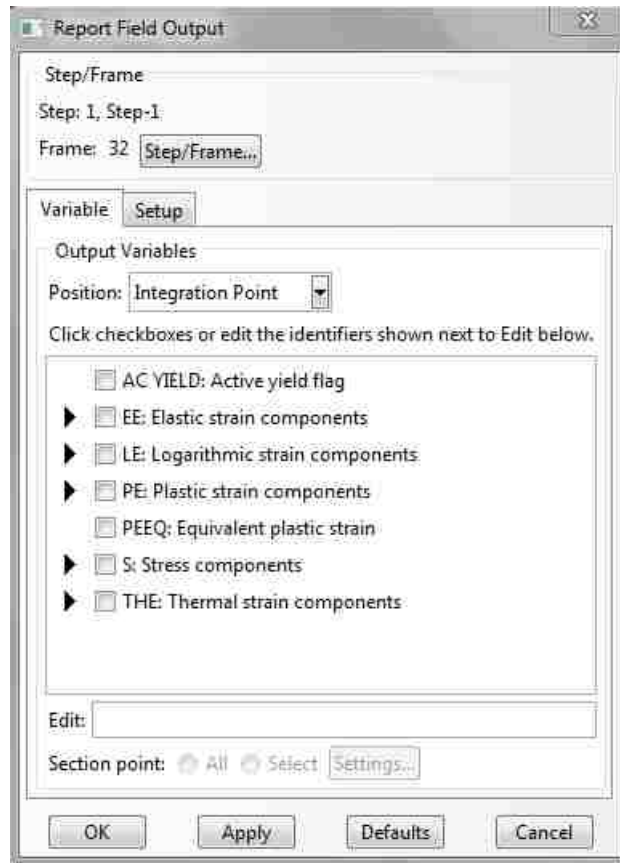 Report Field Output
Step/Frame
Step: 1, Step-1
Frame: 32 Step/Frame...
Variable Setup
Output Variables
Position: Integration Point
Click checkboxes or edit the identifiers shown next to Edit below.
AC YIELD: Active yield flag
EE: Elastic strain components
LE: Logarithmic strain components
PE: Plastic strain components
PEEQ: Equivalent plastic strain
S: Stress components
THE: Thermal strain components
Edit:
Section point: All Select Settings...
OK Apply Defaults Cancel